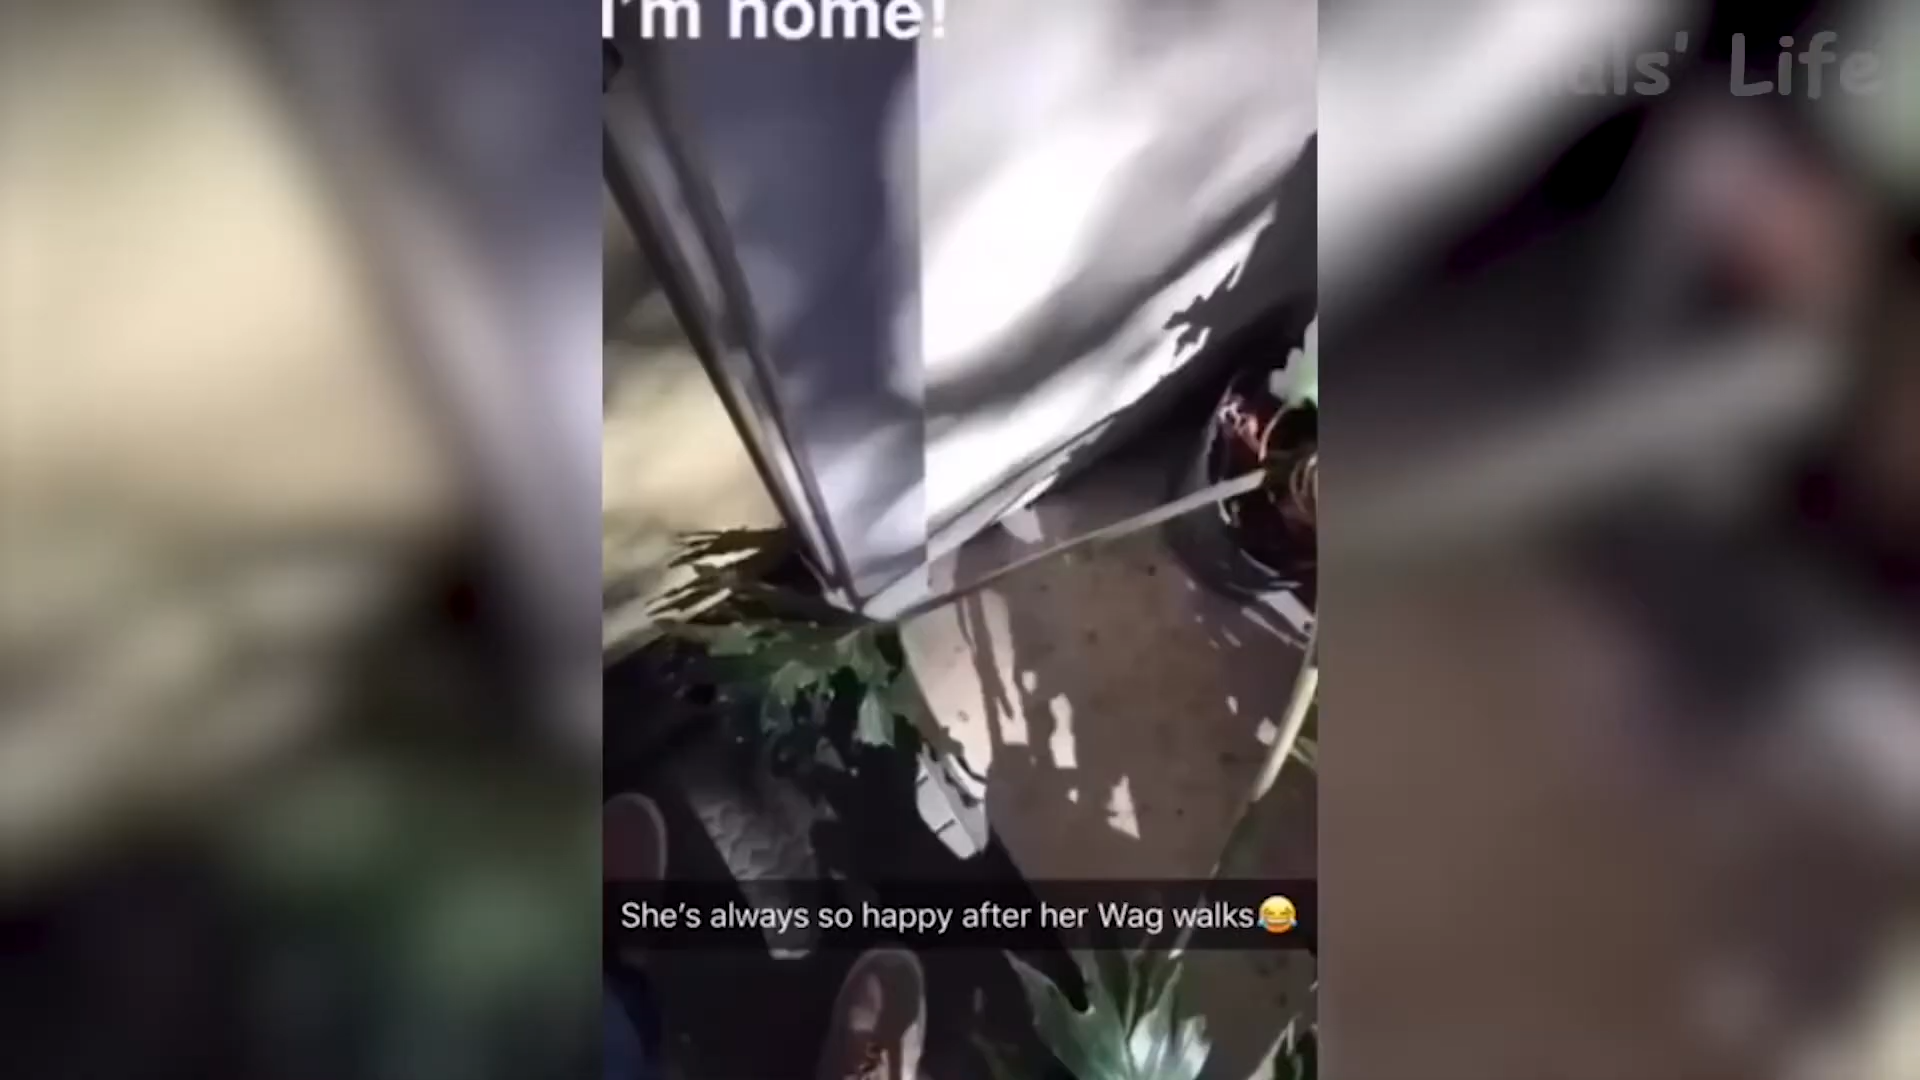 I'm home!
Life
She’s always so happy after her Wag walks😂